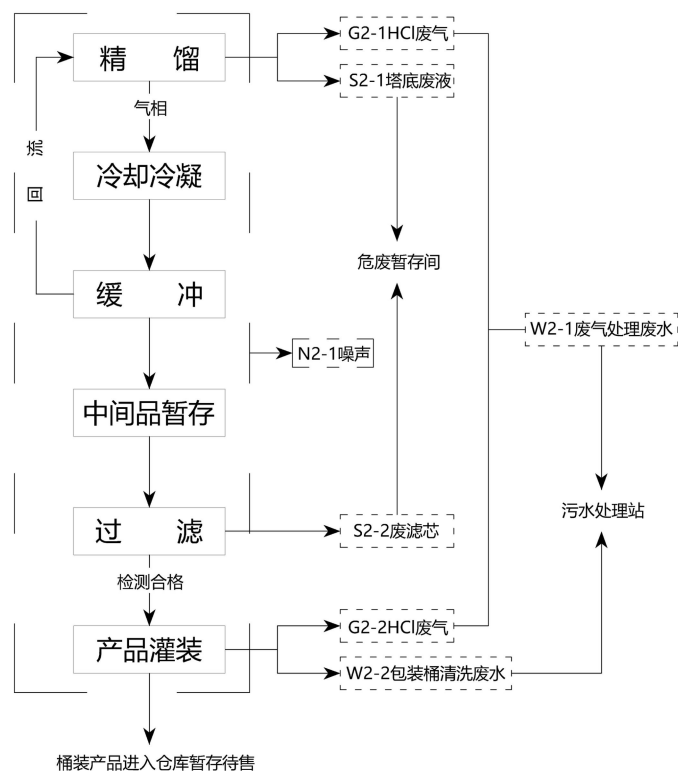 精 馏
G2-1HCl废气
S2-1塔底废液
气相
回 流
冷却冷凝
危废暂存间
缓 冲
W2-1废气处理废水
N2-1噪声
中间品暂存
过 滤
S2-2废滤芯
污水处理站
检测合格
产品灌装
G2-2HCl废气
W2-2包装桶清洗废水
桶装产品进入仓库暂存待售